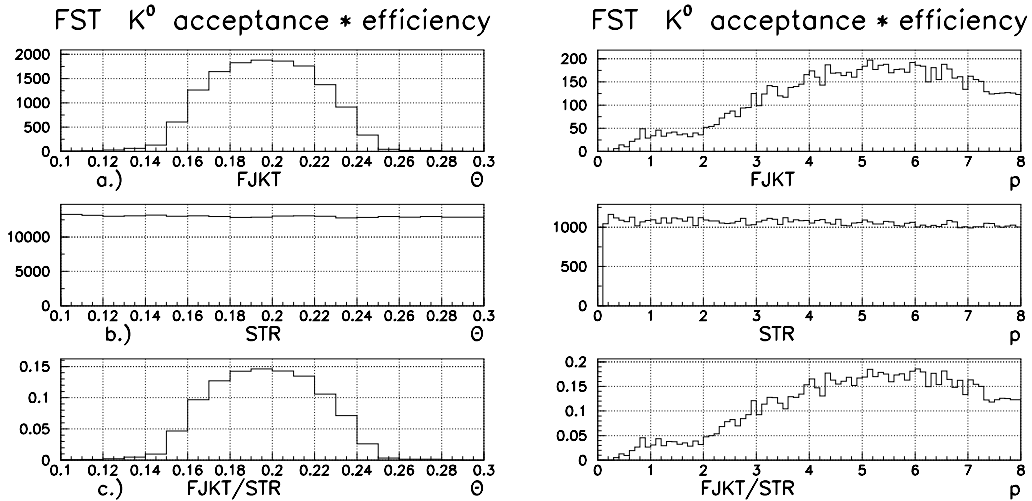 FST K⁰ acceptance * efficiency
2000
1500
1000
500
0
0.1 0.12 0.14 0.16 0.18 0.2 0.22 0.24 0.26 0.28 0.3
a.) FJKT Θ
10000
5000
0
0.1 0.12 0.14 0.16 0.18 0.2 0.22 0.24 0.26 0.28 0.3
b.) STR Θ
0.15
0.1
0.05
0
0.1 0.12 0.14 0.16 0.18 0.2 0.22 0.24 0.26 0.28 0.3
c.) FJKT/STR Θ
FST K⁰ acceptance * efficiency
200
150
100
50
0
0 1 2 3 4 5 6 7 8
FJKT p
1000
500
0
0 1 2 3 4 5 6 7 8
STR p
0.2
0.15
0.1
0.05
0
0 1 2 3 4 5 6 7 8
FJKT/STR p